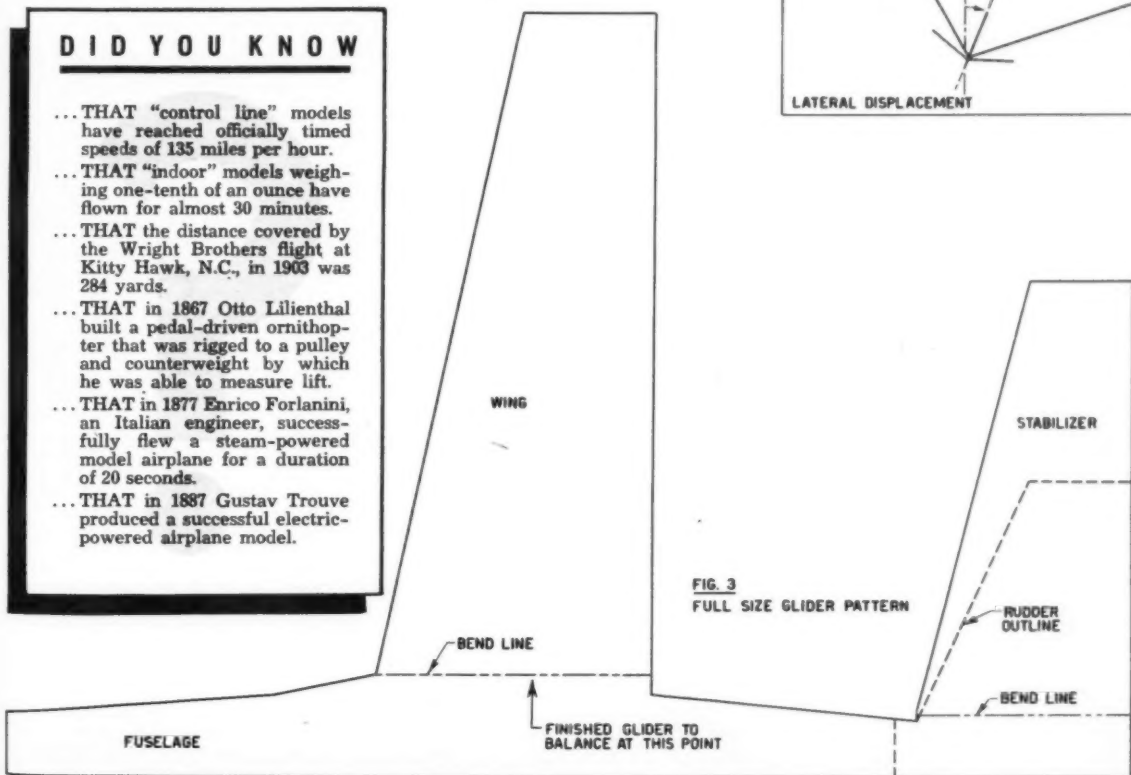 DID YOU KNOW
...THAT "control line" models
have reached officially timed
speeds of 135 miles per hour.
...THAT "indoor" models weigh-
ing one-tenth of an ounce have
flown for almost 30 minutes.
...THAT the distance covered by
the Wright Brothers flight at
Kitty Hawk, N.C., in 1903 was
284 yards.
...THAT in 1867 Otto Lilienthal
built a pedal-driven ornithop-
ter that was rigged to a pulley
and counterweight by which
he was able to measure lift.
...THAT in 1877 Enrico Forlanini,
an Italian engineer, success-
fully flew a steam-powered
model airplane for a duration
of 20 seconds.
...THAT in 1887 Gustav Trouve
produced a successful electric-
powered airplane model.
LATERAL DISPLACEMENT
WING
STABILIZER
FIG. 3
FULL SIZE GLIDER PATTERN
RUDDER
OUTLINE
BEND LINE
BEND LINE
FUSELAGE
FINISHED GLIDER TO
BALANCE AT THIS POINT